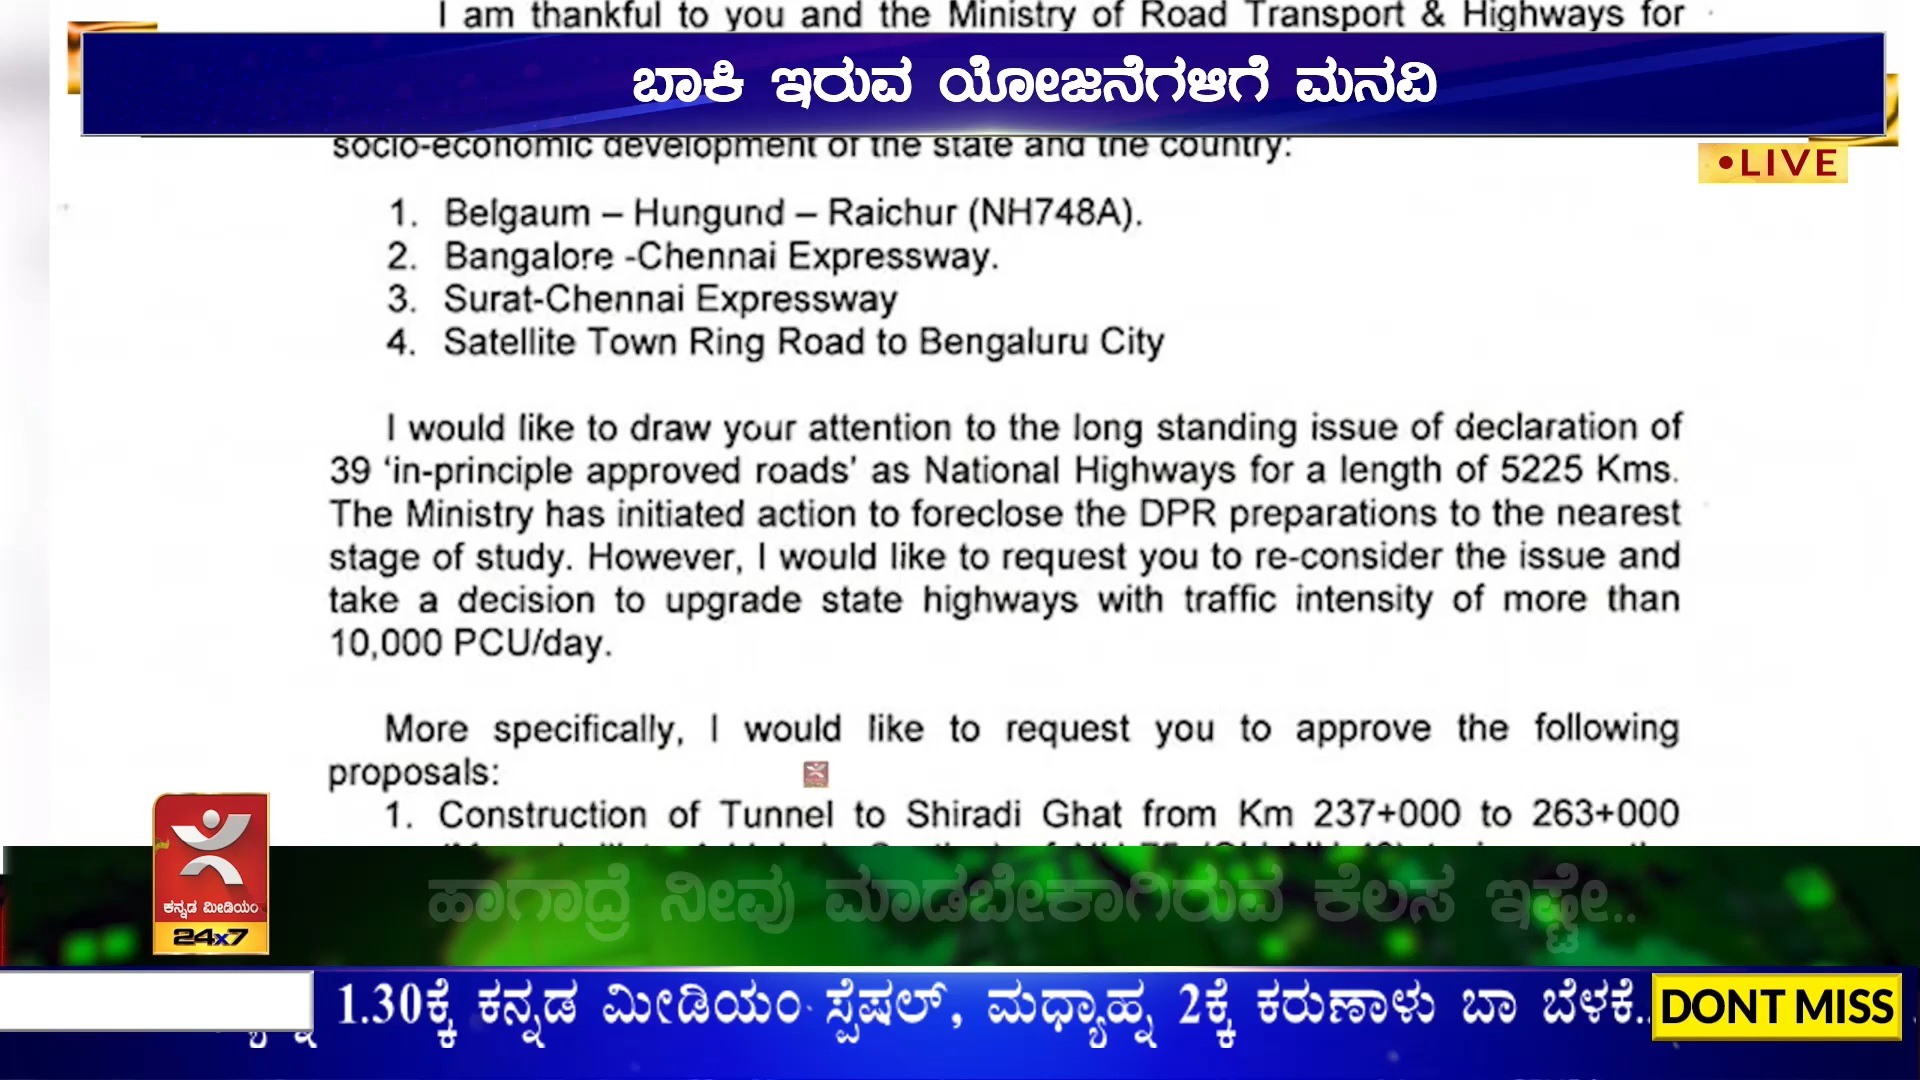 I am thankful to you and the Ministry of Road Transport & Highways for
ಬಾಕಿ ಇರುವ ಯೋಜನೆಗಳಿಗೆ ಮನವಿ
socio-economic development of the state and the country:
•LIVE
1. Belgaum – Hungund – Raichur (NH748A).
2. Bangalore -Chennai Expressway.
3. Surat-Chennai Expressway
4. Satellite Town Ring Road to Bengaluru City
I would like to draw your attention to the long standing issue of declaration of
39 ‘in-principle approved roads’ as National Highways for a length of 5225 Kms.
The Ministry has initiated action to foreclose the DPR preparations to the nearest
stage of study. However, I would like to request you to re-consider the issue and
take a decision to upgrade state highways with traffic intensity of more than
10,000 PCU/day.
More specifically, I would like to request you to approve the following
proposals:
1. Construction of Tunnel to Shiradi Ghat from Km 237+000 to 263+000
ಹಾಗಾದ್ರೆ ನೀವು ಮಾಡಬೇಕಾಗಿರುವ ಕೆಲಸ ಇಷ್ಟೇ..
ಕನ್ನಡ ಮೀಡಿಯಂ
24x7
1.30ಕ್ಕೆ ಕನ್ನಡ ಮೀಡಿಯಂ ಸ್ಪೆಷಲ್, ಮಧ್ಯಾಹ್ನ 2ಕ್ಕೆ ಕರುಣಾಳು ಬಾ ಬೆಳಕೆ..
DONT MISS